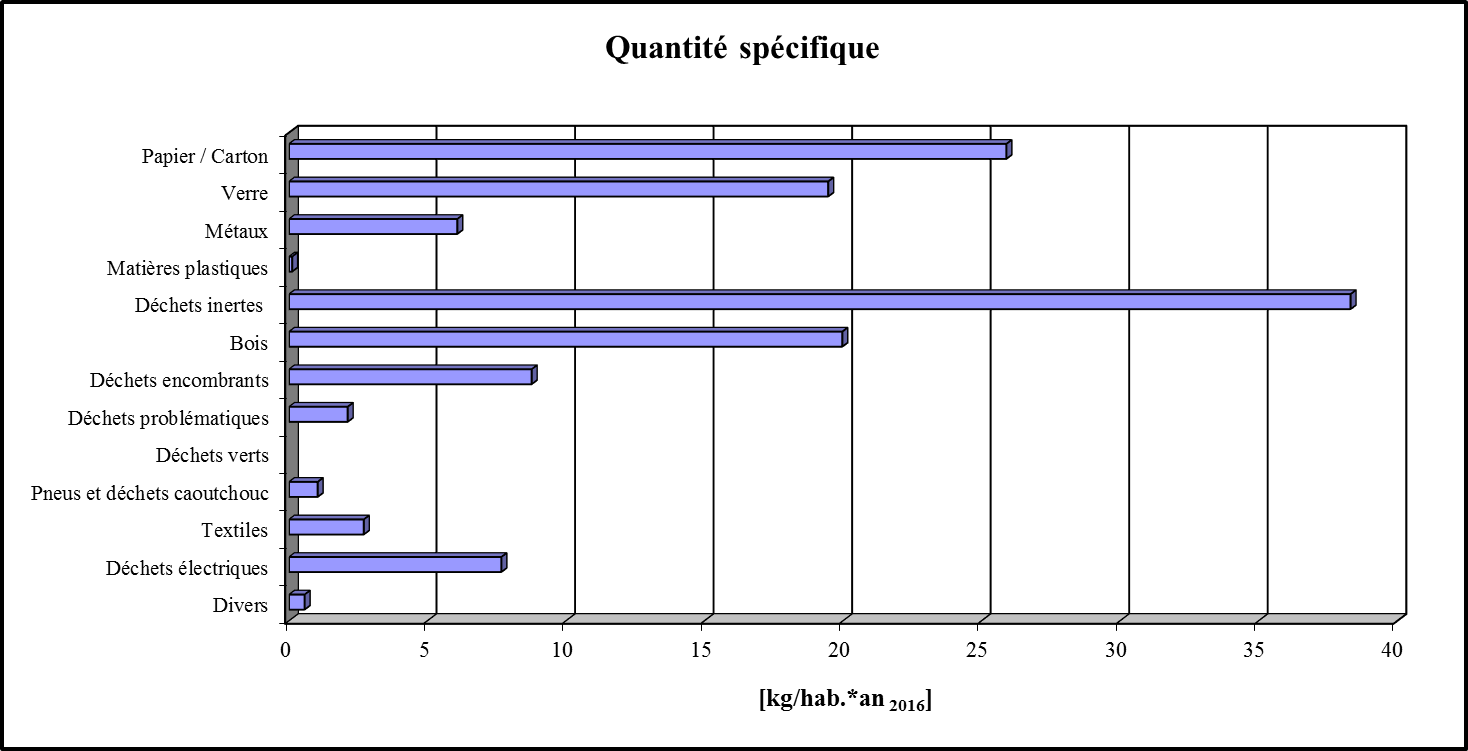 Quantité spécifique
Papier / Carton
Verre
Métaux
Matières plastiques
Déchets inertes
Bois
Déchets encombrants
Déchets problématiques
Déchets verts
Pneus et déchets caoutchouc
Textiles
Déchets électriques
Divers
0 5 10 15 20 25 30 35 40
[kg/hab.*an 2016]